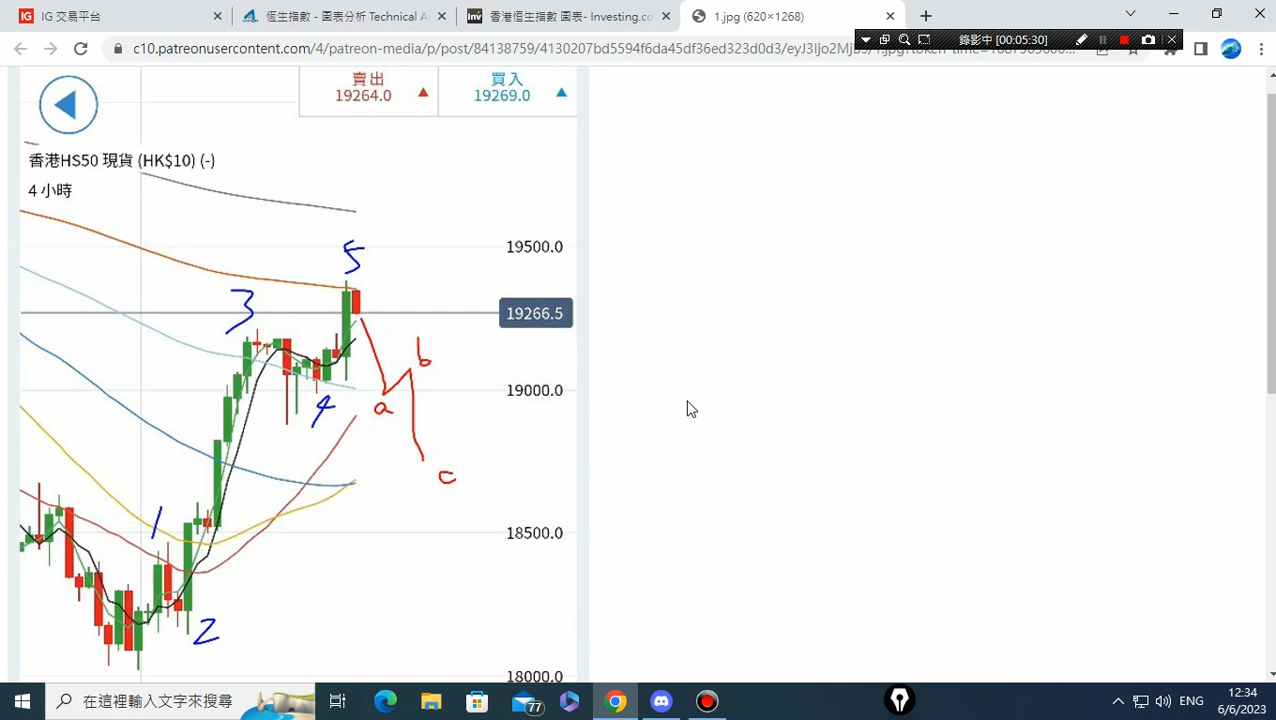 IG 交易平台
恆生指數 - 圖表分析 Technical A
香港恒生指數 圖表- Investing.com
1.jpg (620×1268)
c10.patreonusercontent.com/4/patreon-media/p/post/84138759/4130207bd5594f6da45df36ed323d0d3/
錄影中 [00:05:30]
賣出
19264.0
買入
19269.0
香港HS50 現貨 (HK$10) (-)
4 小時
19500.0
19266.5
19000.0
18500.0
18000.0
5
3
b
a
4
c
1
2
在這裡輸入文字來搜尋
77
ENG
12:34
6/6/2023